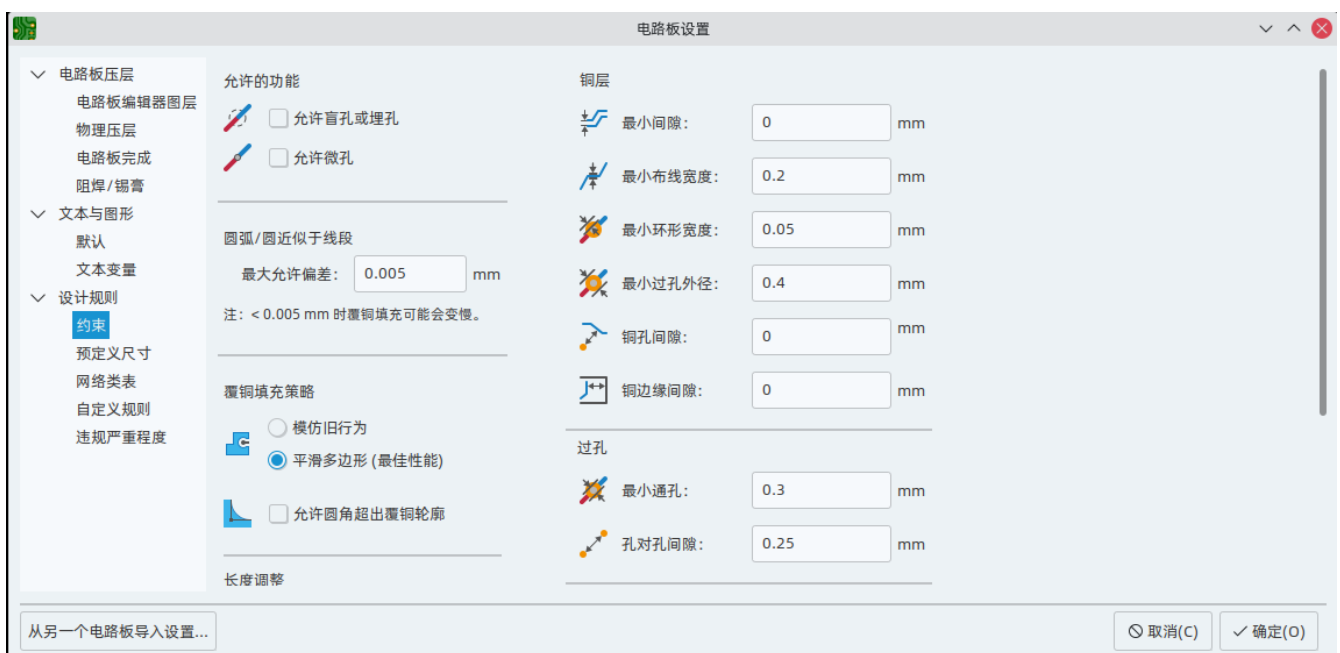 电路板设置
电路板压层
电路板编辑器图层
物理压层
电路板完成
阻焊/锡膏
文本与图形
默认
文本变量
设计规则
约束
预定义尺寸
网络类表
自定义规则
违规严重程度
允许的功能
允许盲孔或埋孔
允许微孔
圆弧/圆近似于线段
最大允许偏差: 0.005 mm
注: < 0.005 mm 时覆铜填充可能会变慢。
覆铜填充策略
模仿旧行为
平滑多边形 (最佳性能)
允许圆角超出覆铜轮廓
长度调整
铜层
最小间隙: 0 mm
最小布线宽度: 0.2 mm
最小环形宽度: 0.05 mm
最小过孔外径: 0.4 mm
铜孔间隙: 0 mm
铜边缘间隙: 0 mm
过孔
最小通孔: 0.3 mm
孔对孔间隙: 0.25 mm
从另一个电路板导入设置...
取消(C)
确定(O)